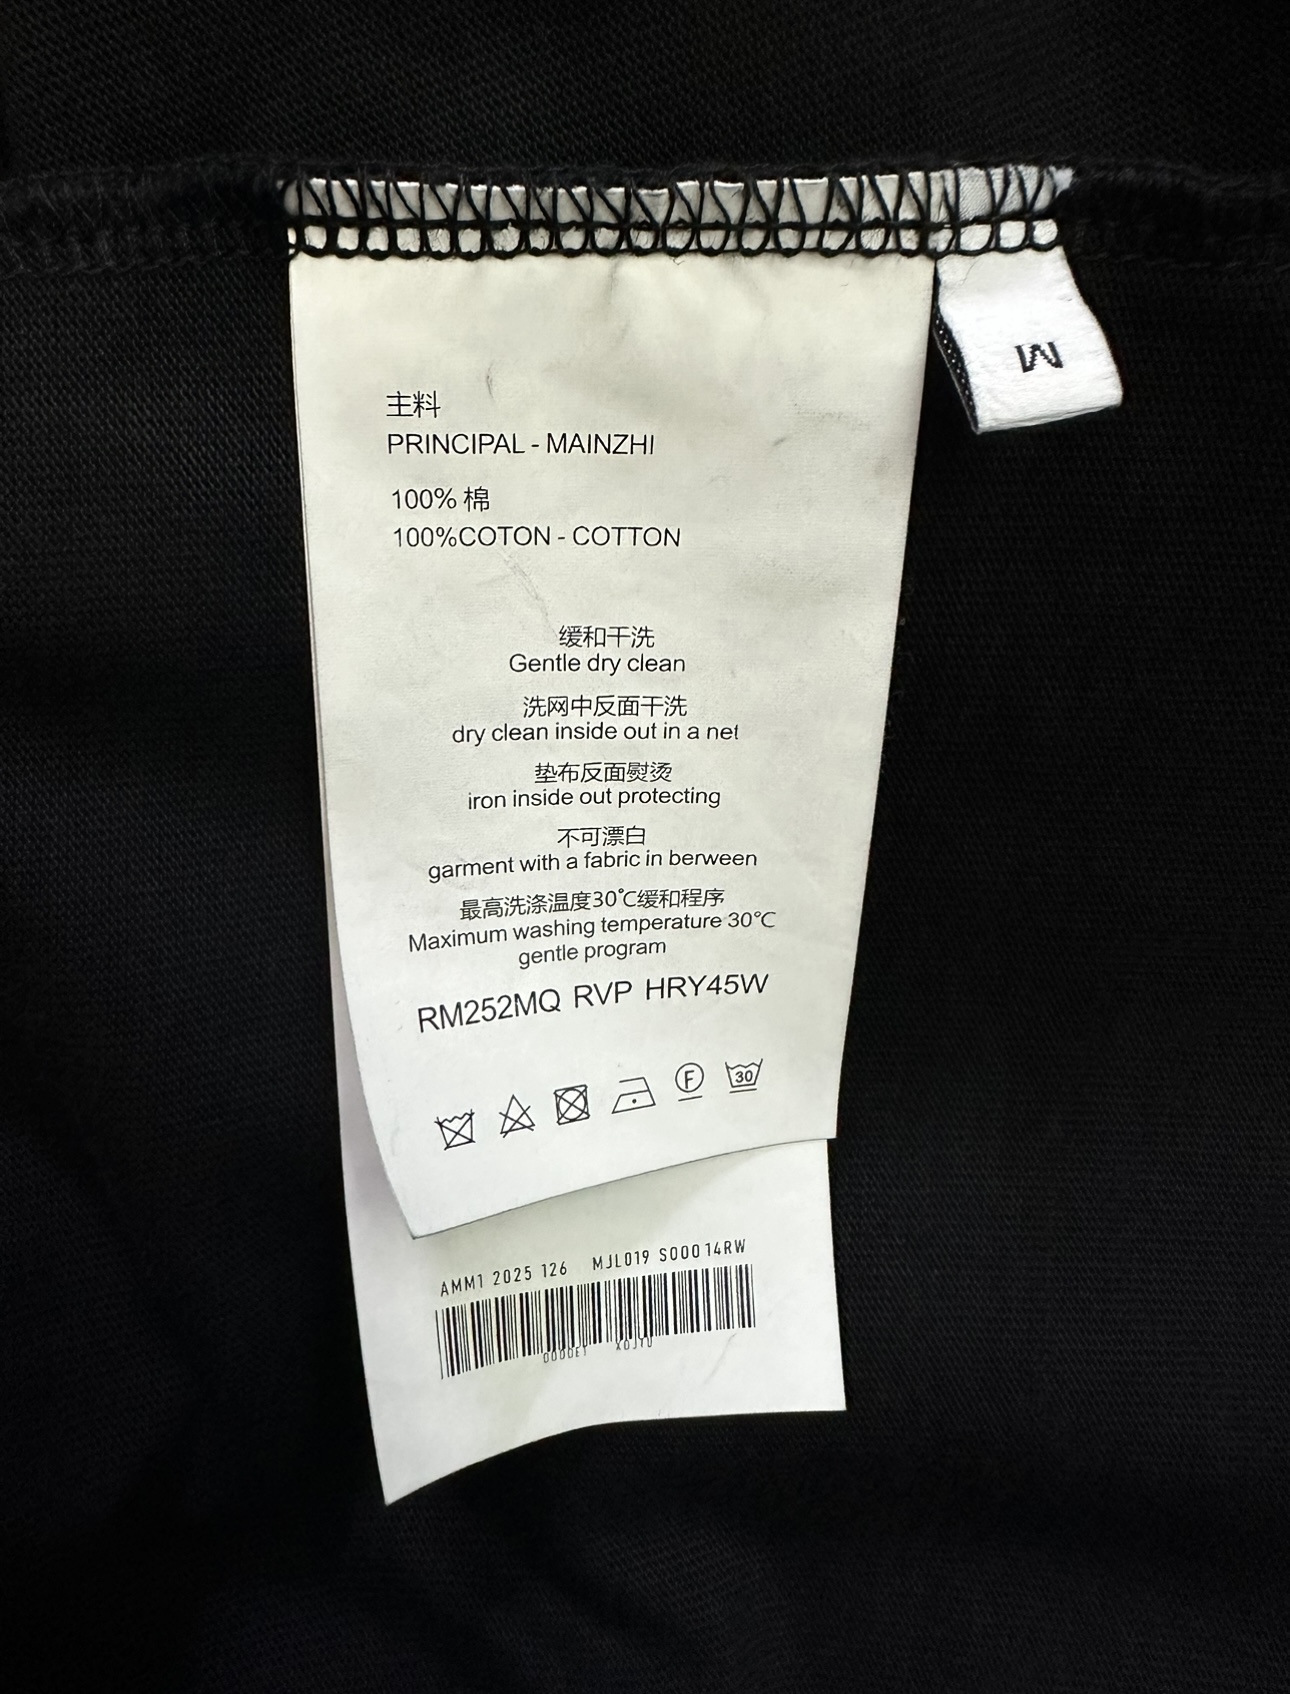 主料
PRINCIPAL - MAINZHI
100% 棉
100%COTON - COTTON
缓和干洗
Gentle dry clean
洗网中反面干洗
dry clean inside out in a net
垫布反面熨烫
iron inside out protecting
不可漂白
garment with a fabric in berween
最高洗涤温度30℃缓和程序
Maximum washing temperature 30℃
gentle program
RM252MQ RVP HRY45W
F
30
AMM1 2025 126 MJL019 S00014RW
M